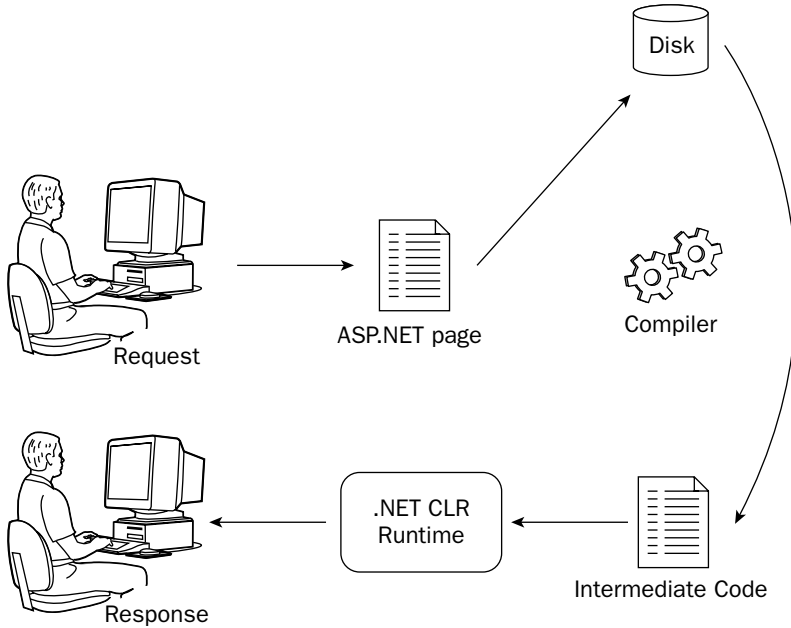 Disk
Compiler
ASP.NET page
Request
.NET CLR
Runtime
Intermediate Code
Response